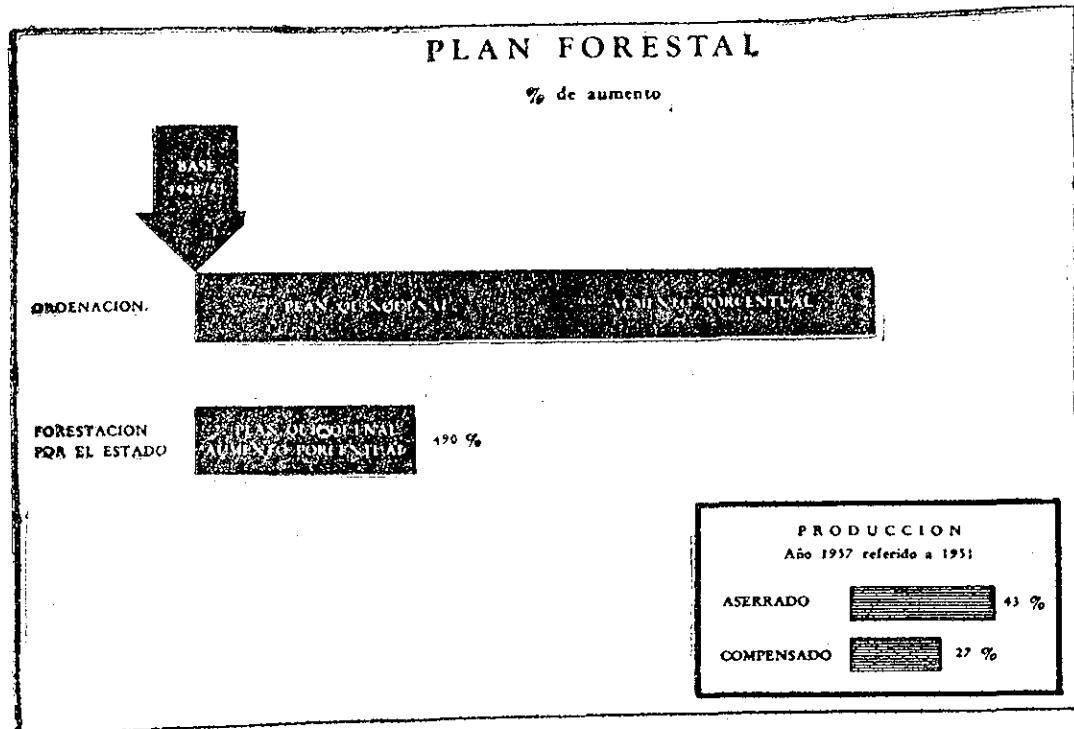 PLAN FORESTAL
% de aumento
BASE
1948/51
ORDENACION.
PLAN QUINQUENAL
AUMENTO PORCENTUAL
FORESTACION
POR EL ESTADO
PLAN QUINQUENAL
AUMENTO PORCENTUAL
490 %
PRODUCCION
Año 1957 referido a 1951
ASERRADO
43 %
COMPENSADO
27 %